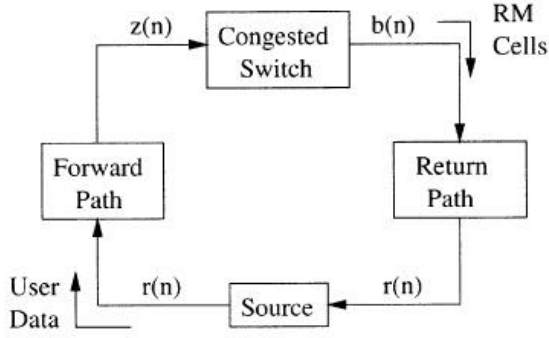 z(n)
Congested
Switch
b(n)
RM
Cells
Forward
Path
Return
Path
User
Data
r(n)
Source
r(n)